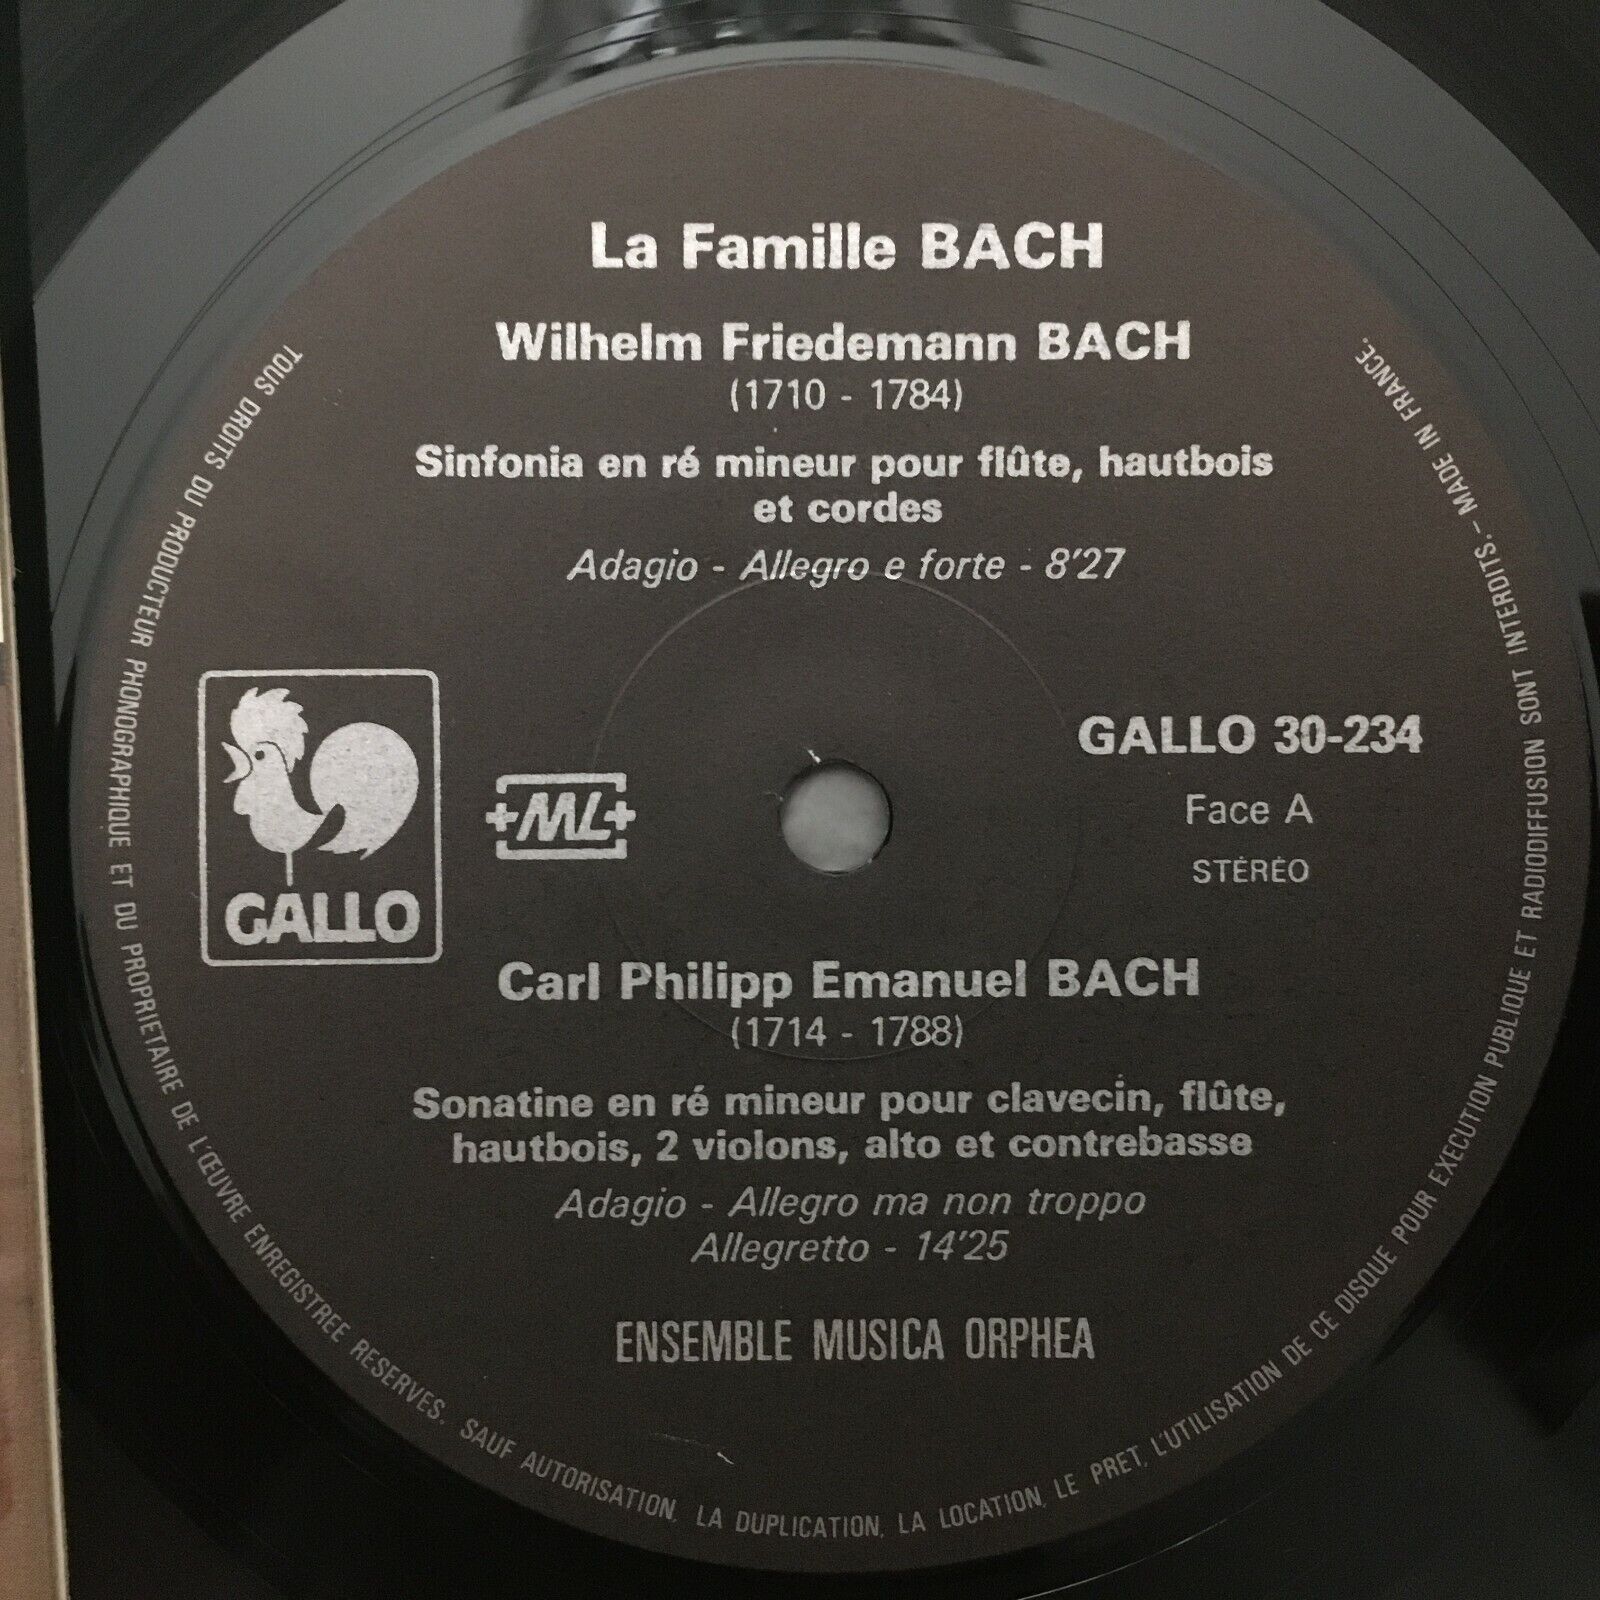 La Famille BACH
Wilhelm Friedemann BACH
(1710 - 1784)
Sinfonia en ré mineur pour flûte, hautbois
et cordes
Adagio - Allegro e forte - 8'27
GALLO
+ML+
GALLO 30-234
Face A
STÉRÉO
Carl Philipp Emanuel BACH
(1714 - 1788)
Sonatine en ré mineur pour clavecin, flûte,
hautbois, 2 violons, alto et contrebasse
Adagio - Allegro ma non troppo
Allegretto - 14'25
ENSEMBLE MUSICA ORPHEA
TOUS DROITS DU PRODUCTEUR PHONOGRAPHIQUE ET DU PROPRIETAIRE DE L'ŒUVRE ENREGISTREE RESERVES. SAUF AUTORISATION, LA DUPLICATION, LA LOCATION, LE PRET, L'UTILISATION DE CE DISQUE POUR EXECUTION PUBLIQUE ET RADIODIFFUSION SONT INTERDITS. - MADE IN FRANCE.